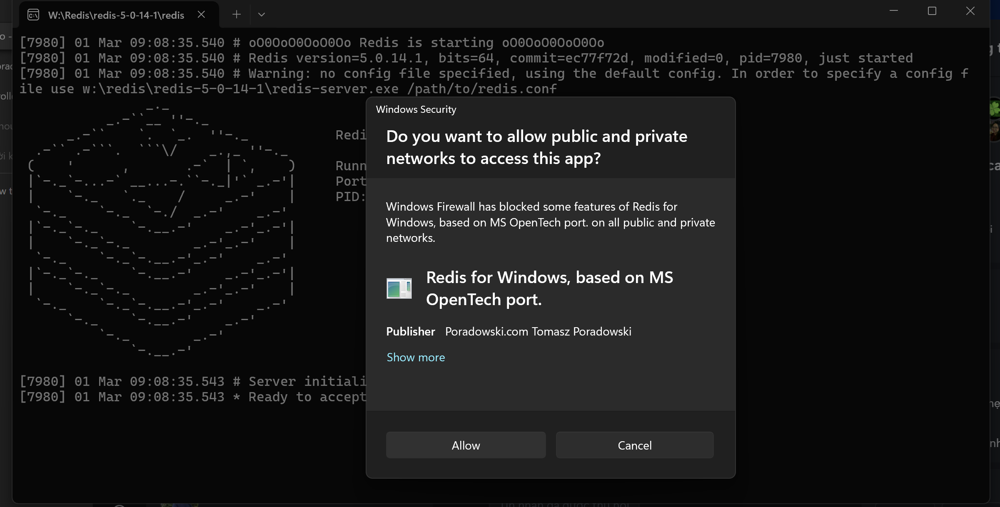 W:\Redis\redis-5-0-14-1\redis
[7980] 01 Mar 09:08:35.540 # oO0OoO0OoO0Oo Redis is starting oO0OoO0OoO0Oo
[7980] 01 Mar 09:08:35.540 # Redis version=5.0.14.1, bits=64, commit=ec77f72d, modified=0, pid=7980, just started
[7980] 01 Mar 09:08:35.540 # Warning: no config file specified, using the default config. In order to specify a config f
ile use w:\redis\redis-5-0-14-1\redis-server.exe /path/to/redis.conf
Redi
Runn
Port
PID:
[7980] 01 Mar 09:08:35.543 # Server initiali
[7980] 01 Mar 09:08:35.543 * Ready to accept
Windows Security
Do you want to allow public and private
networks to access this app?
Windows Firewall has blocked some features of Redis for
Windows, based on MS OpenTech port. on all public and private
networks.
Redis for Windows, based on MS
OpenTech port.
Publisher Poradowski.com Tomasz Poradowski
Show more
Allow
Cancel